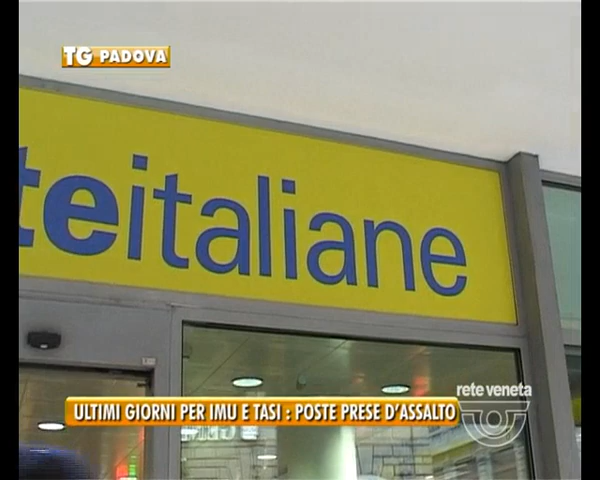 TG PADOVA
teitaliane
rete veneta
ULTIMI GIORNI PER IMU E TASI : POSTE PRESE D'ASSALTO